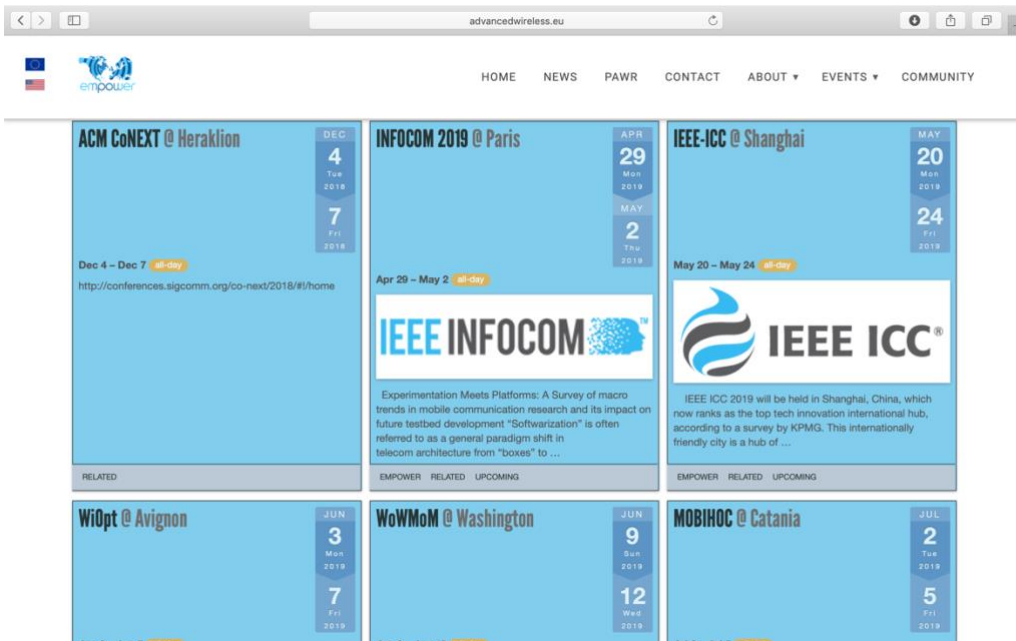 advancedwireless.eu
empower
HOME NEWS PAWR CONTACT ABOUT ▾ EVENTS ▾ COMMUNITY
ACM CoNEXT @ Heraklion
DEC
4
Tue
2018
7
Fri
2018
Dec 4 – Dec 7 all-day
http://conferences.sigcomm.org/co-next/2018/#!/home
RELATED
INFOCOM 2019 @ Paris
APR
29
Mon
2019
MAY
2
Thu
2019
Apr 29 – May 2 all-day
IEEE INFOCOM™
Experimentation Meets Platforms: A Survey of macro
trends in mobile communication research and its impact on
future testbed development “Softwarization” is often
referred to as a general paradigm shift in
telecom architecture from “boxes” to …
EMPOWER RELATED UPCOMING
IEEE-ICC @ Shanghai
MAY
20
Mon
2019
24
Fri
2019
May 20 – May 24 all-day
IEEE ICC®
IEEE ICC 2019 will be held in Shanghai, China, which
now ranks as the top tech innovation international hub,
according to a survey by KPMG. This internationally
friendly city is a hub of …
EMPOWER RELATED UPCOMING
WiOpt @ Avignon
JUN
3
Mon
2019
7
Fri
2019
WoWMoM @ Washington
JUN
9
Sun
2019
12
Wed
2019
MOBIHOC @ Catania
JUL
2
Tue
2019
5
Fri
2019